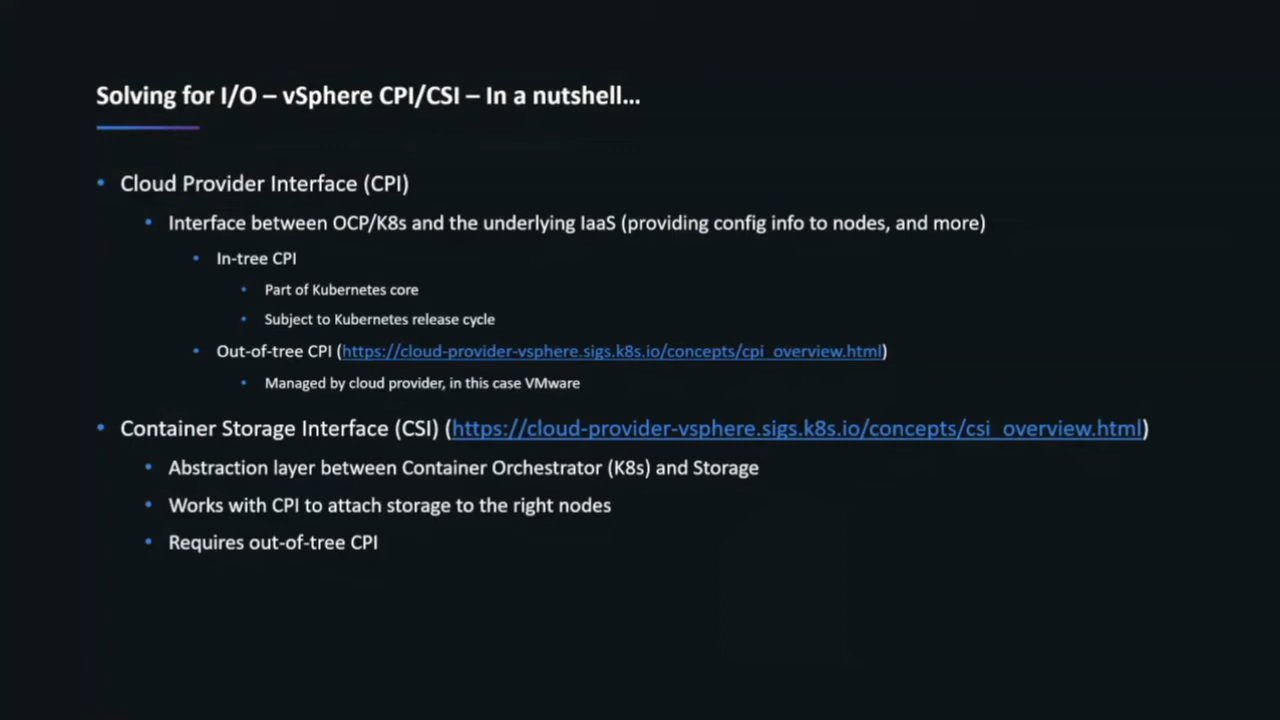 Solving for I/O – vSphere CPI/CSI – In a nutshell...
• Cloud Provider Interface (CPI)
• Interface between OCP/K8s and the underlying IaaS (providing config info to nodes, and more)
• In-tree CPI
• Part of Kubernetes core
• Subject to Kubernetes release cycle
• Out-of-tree CPI (https://cloud-provider-vsphere.sigs.k8s.io/concepts/cpi_overview.html)
• Managed by cloud provider, in this case VMware
• Container Storage Interface (CSI) (https://cloud-provider-vsphere.sigs.k8s.io/concepts/csi_overview.html)
• Abstraction layer between Container Orchestrator (K8s) and Storage
• Works with CPI to attach storage to the right nodes
• Requires out-of-tree CPI